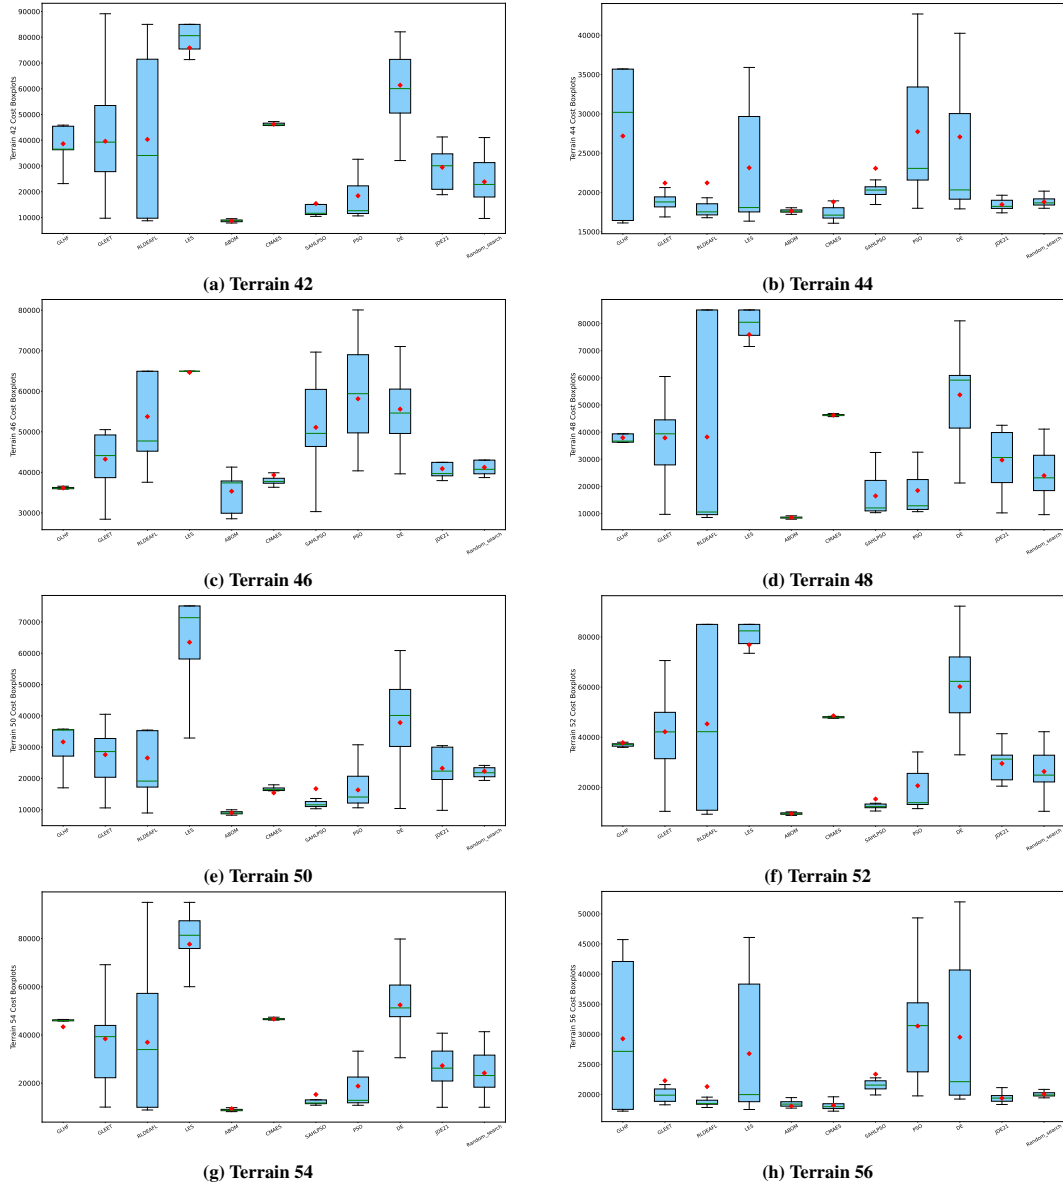 Terrain 42 Cost Boxplots
90000
80000
70000
60000
50000
40000
30000
20000
10000
GLHF GLEET RLDEAFL LES ABOM CMAES SAHLPSO PSO DE JDE21 Random_search
(a) Terrain 42
Terrain 44 Cost Boxplots
40000
35000
30000
25000
20000
15000
GLHF GLEET RLDEAFL LES ABOM CMAES SAHLPSO PSO DE JDE21 Random_search
(b) Terrain 44
Terrain 46 Cost Boxplots
80000
70000
60000
50000
40000
30000
GLHF GLEET RLDEAFL LES ABOM CMAES SAHLPSO PSO DE JDE21 Random_search
(c) Terrain 46
Terrain 48 Cost Boxplots
80000
70000
60000
50000
40000
30000
20000
10000
GLHF GLEET RLDEAFL LES ABOM CMAES SAHLPSO PSO DE JDE21 Random_search
(d) Terrain 48
Terrain 50 Cost Boxplots
70000
60000
50000
40000
30000
20000
10000
GLHF GLEET RLDEAFL LES ABOM CMAES SAHLPSO PSO DE JDE21 Random_search
(e) Terrain 50
Terrain 52 Cost Boxplots
80000
60000
40000
20000
GLHF GLEET RLDEAFL LES ABOM CMAES SAHLPSO PSO DE JDE21 Random_search
(f) Terrain 52
Terrain 54 Cost Boxplots
80000
60000
40000
20000
GLHF GLEET RLDEAFL LES ABOM CMAES SAHLPSO PSO DE JDE21 Random_search
(g) Terrain 54
Terrain 56 Cost Boxplots
50000
45000
40000
35000
30000
25000
20000
GLHF GLEET RLDEAFL LES ABOM CMAES SAHLPSO PSO DE JDE21 Random_search
(h) Terrain 56